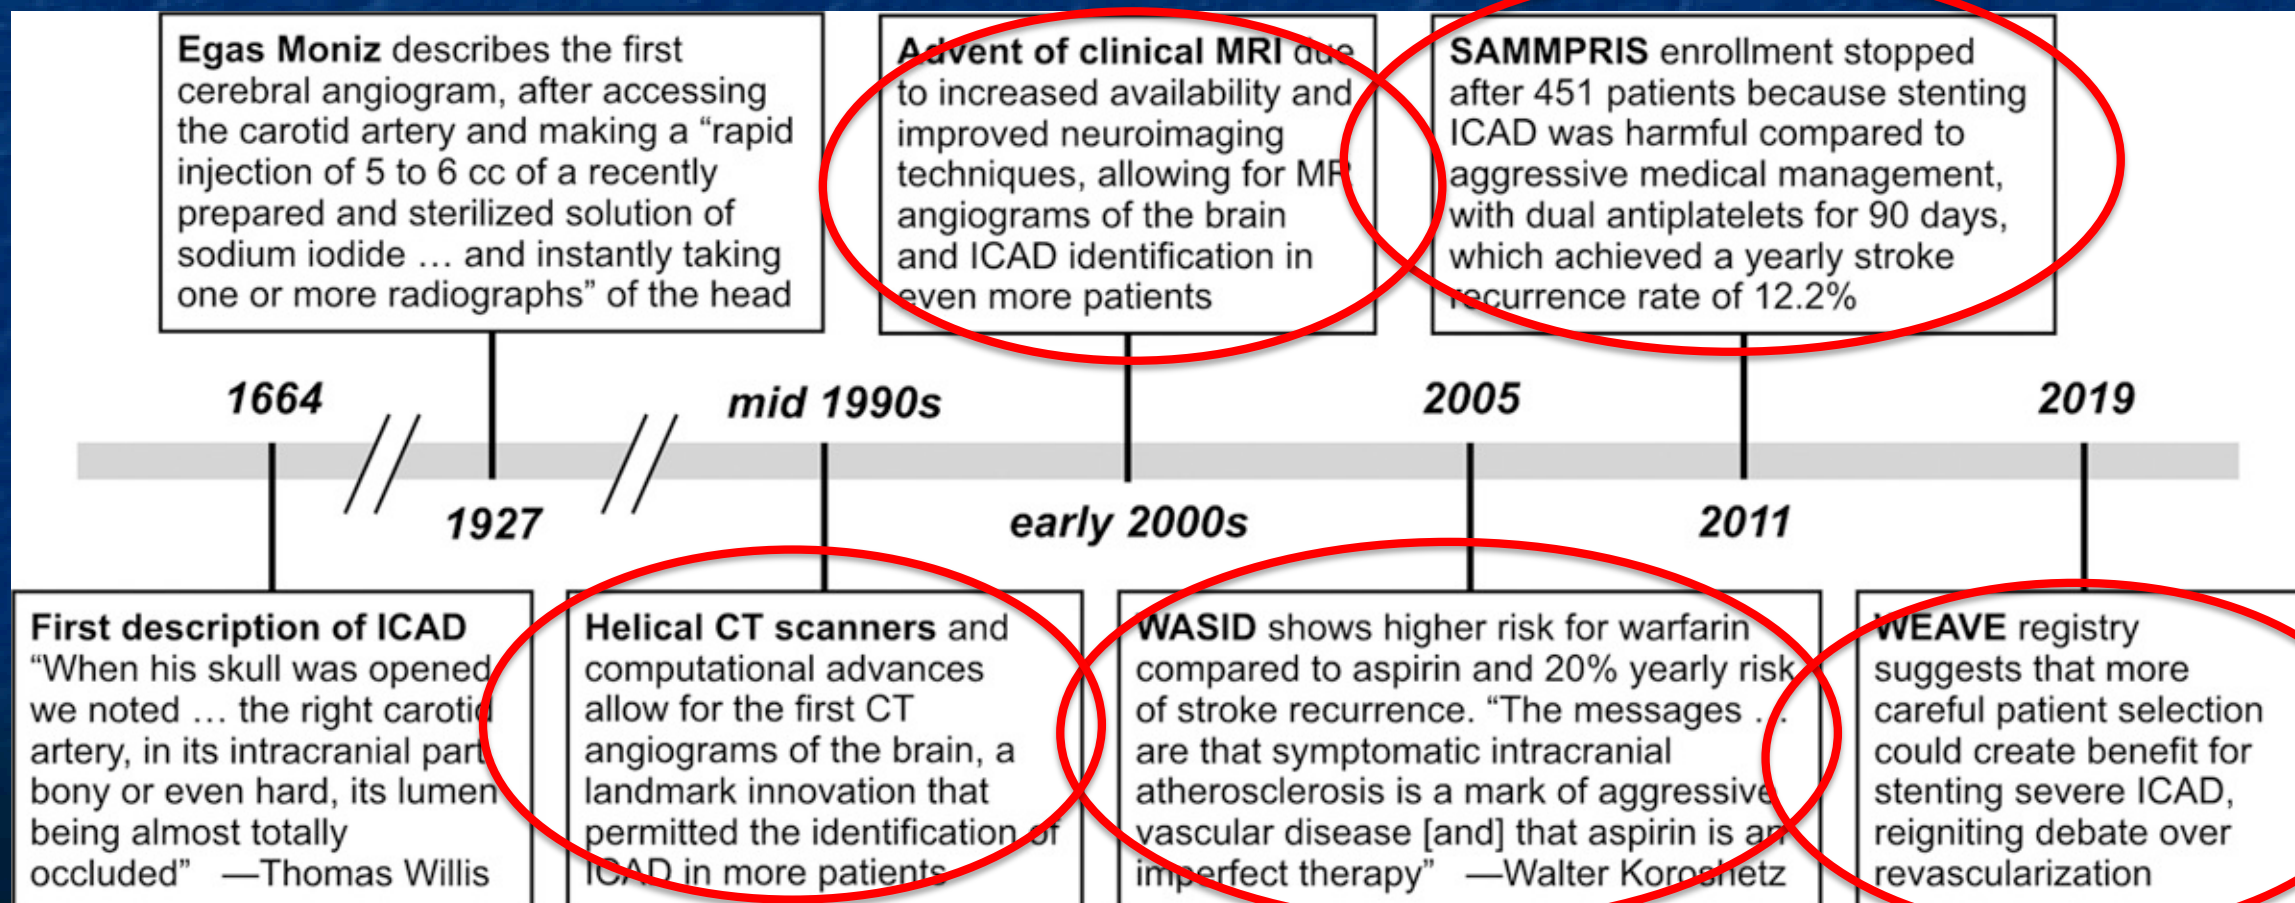 Egas Moniz describes the first
cerebral angiogram, after accessing
the carotid artery and making a “rapid
injection of 5 to 6 cc of a recently
prepared and sterilized solution of
sodium iodide … and instantly taking
one or more radiographs” of the head
Advent of clinical MRI due
to increased availability and
improved neuroimaging
techniques, allowing for MR
angiograms of the brain
and ICAD identification in
even more patients
SAMMPRIS enrollment stopped
after 451 patients because stenting
ICAD was harmful compared to
aggressive medical management,
with dual antiplatelets for 90 days,
which achieved a yearly stroke
recurrence rate of 12.2%
1664
mid 1990s
2005
2019
1927
early 2000s
2011
First description of ICAD
“When his skull was opened
we noted … the right carotid
artery, in its intracranial part
bony or even hard, its lumen
being almost totally
occluded” —Thomas Willis
Helical CT scanners and
computational advances
allow for the first CT
angiograms of the brain, a
landmark innovation that
permitted the identification of
ICAD in more patients
WASID shows higher risk for warfarin
compared to aspirin and 20% yearly risk
of stroke recurrence. “The messages …
are that symptomatic intracranial
atherosclerosis is a mark of aggressive
vascular disease [and] that aspirin is an
imperfect therapy” —Walter Koroshetz
WEAVE registry
suggests that more
careful patient selection
could create benefit for
stenting severe ICAD,
reigniting debate over
revascularization